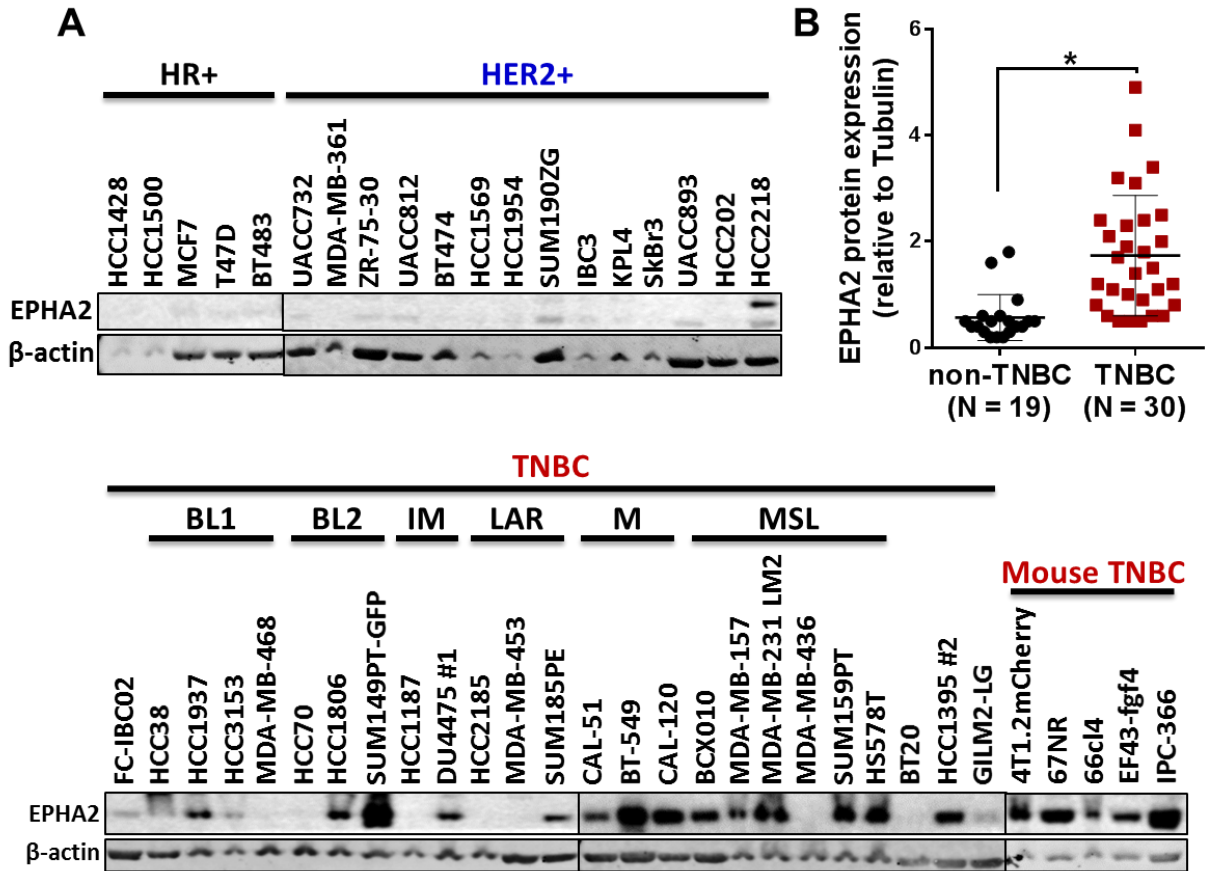 A
HR+
HER2+
HCC1428
HCC1500
MCF7
T47D
BT483
UACC732
MDA-MB-361
ZR-75-30
UACC812
BT474
HCC1569
HCC1954
SUM190ZG
IBC3
KPL4
SkBr3
UACC893
HCC202
HCC2218
EPHA2
β-actin
B
EPHA2 protein expression
(relative to Tubulin)
6
4
2
0
*
non-TNBC
(N = 19)
TNBC
(N = 30)
TNBC
BL1
BL2
IM
LAR
M
MSL
Mouse TNBC
FC-IBC02
HCC38
HCC1937
HCC3153
MDA-MB-468
HCC70
HCC1806
SUM149PT-GFP
HCC1187
DU4475 #1
HCC2185
MDA-MB-453
SUM185PE
CAL-51
BT-549
CAL-120
BCX010
MDA-MB-157
MDA-MB-231 LM2
MDA-MB-436
SUM159PT
HS578T
BT20
HCC1395 #2
GILM2-LG
4T1.2mCherry
67NR
66cl4
EF43-fgf4
IPC-366
EPHA2
β-actin